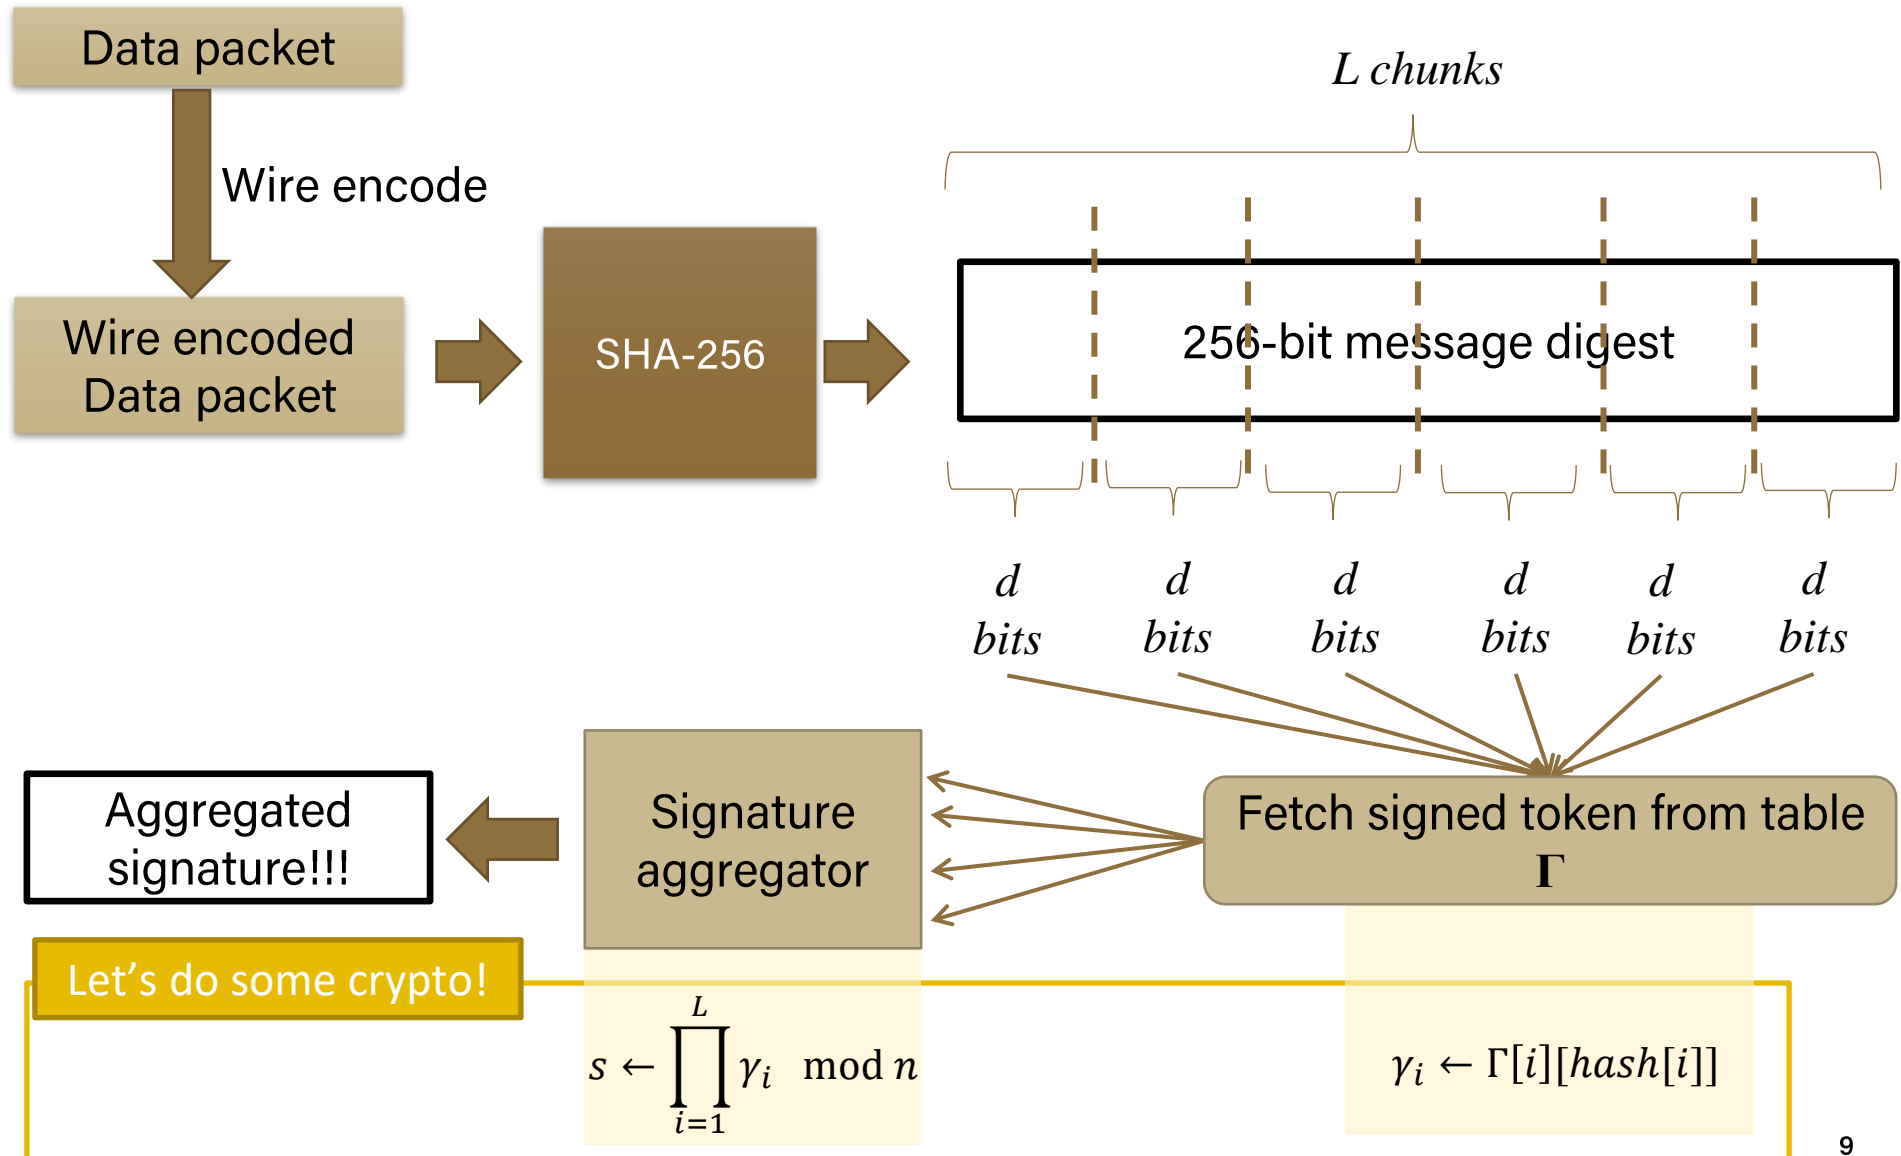 Data packet
L chunks
Wire encode
Wire encoded
Data packet
SHA-256
256-bit message digest
d
bits
d
bits
d
bits
d
bits
d
bits
d
bits
Aggregated
signature!!!
Signature
aggregator
Fetch signed token from table
Γ
Let's do some crypto!
s ← ∏_{i=1}^{L} γ_i mod n
γ_i ← Γ[i][hash[i]]
9